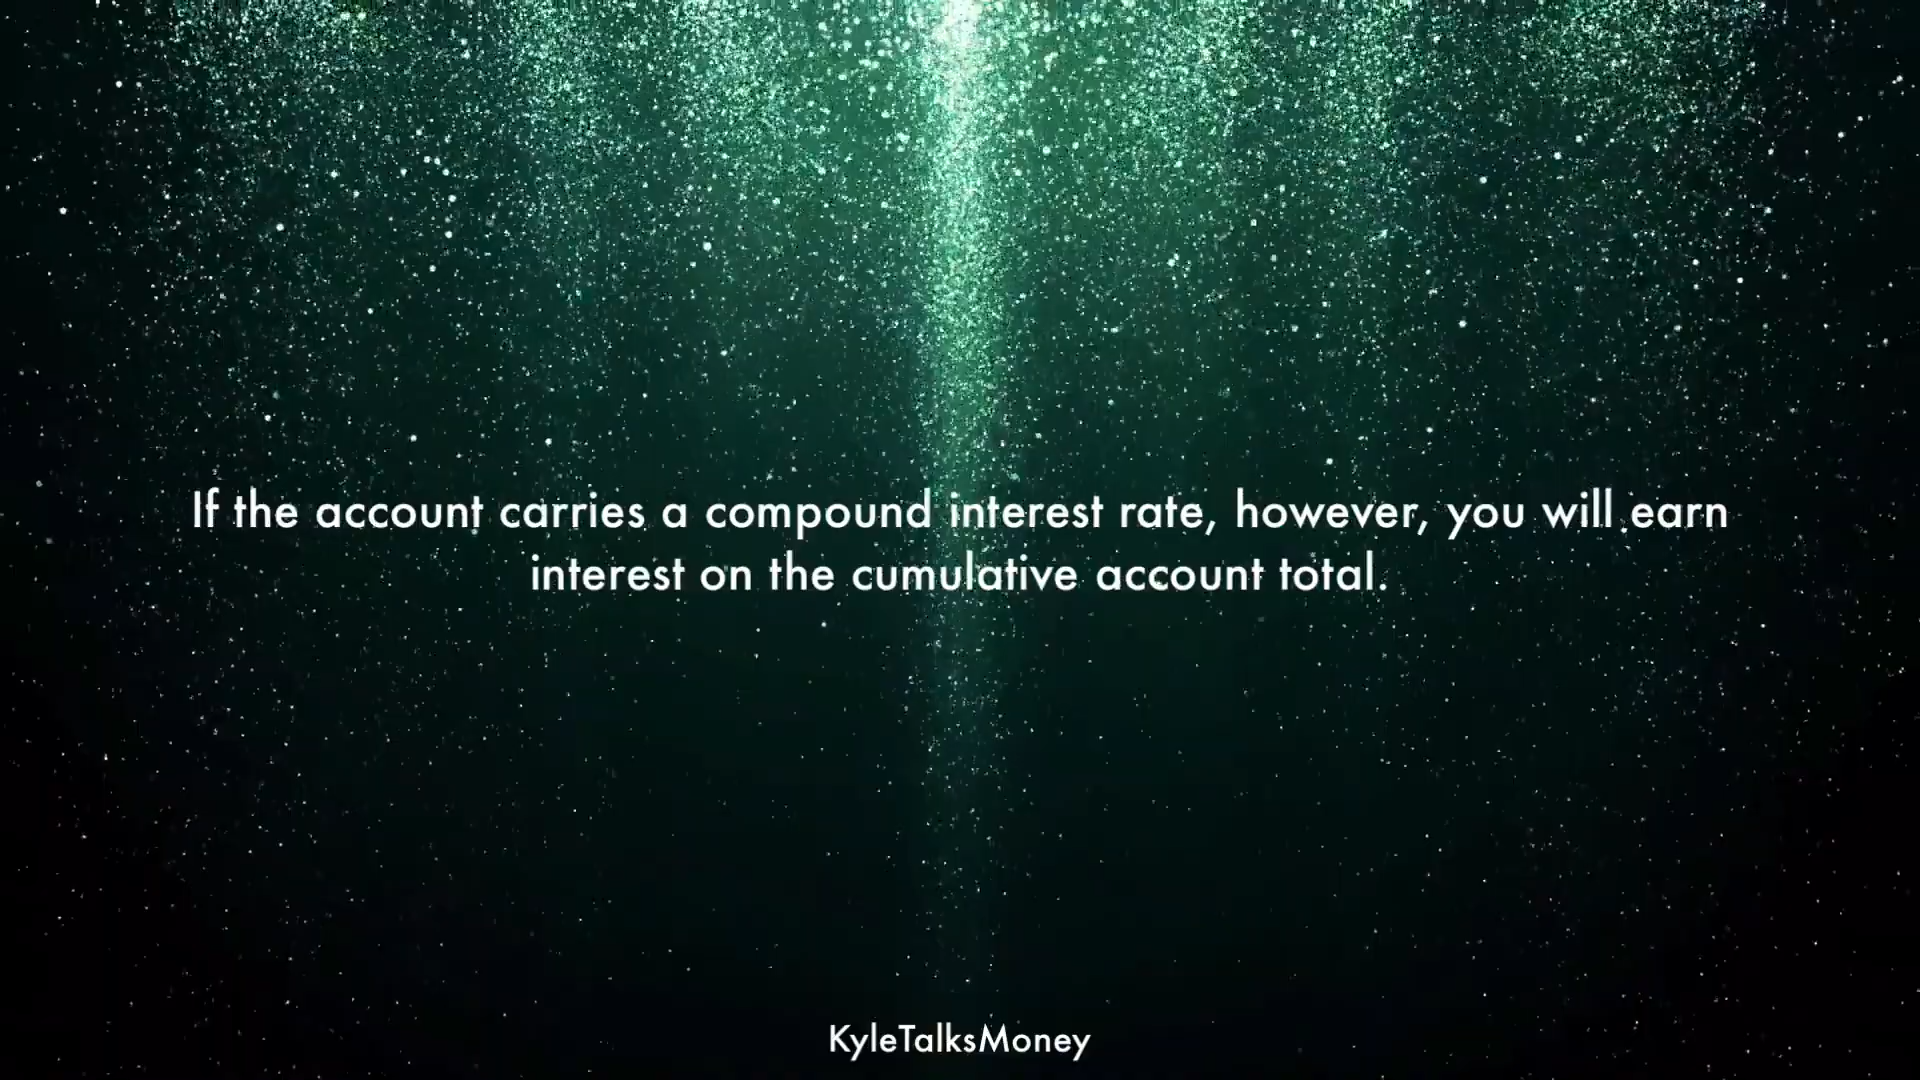 If the account carries a compound interest rate, however, you will earn
interest on the cumulative account total.
KyleTalksMoney